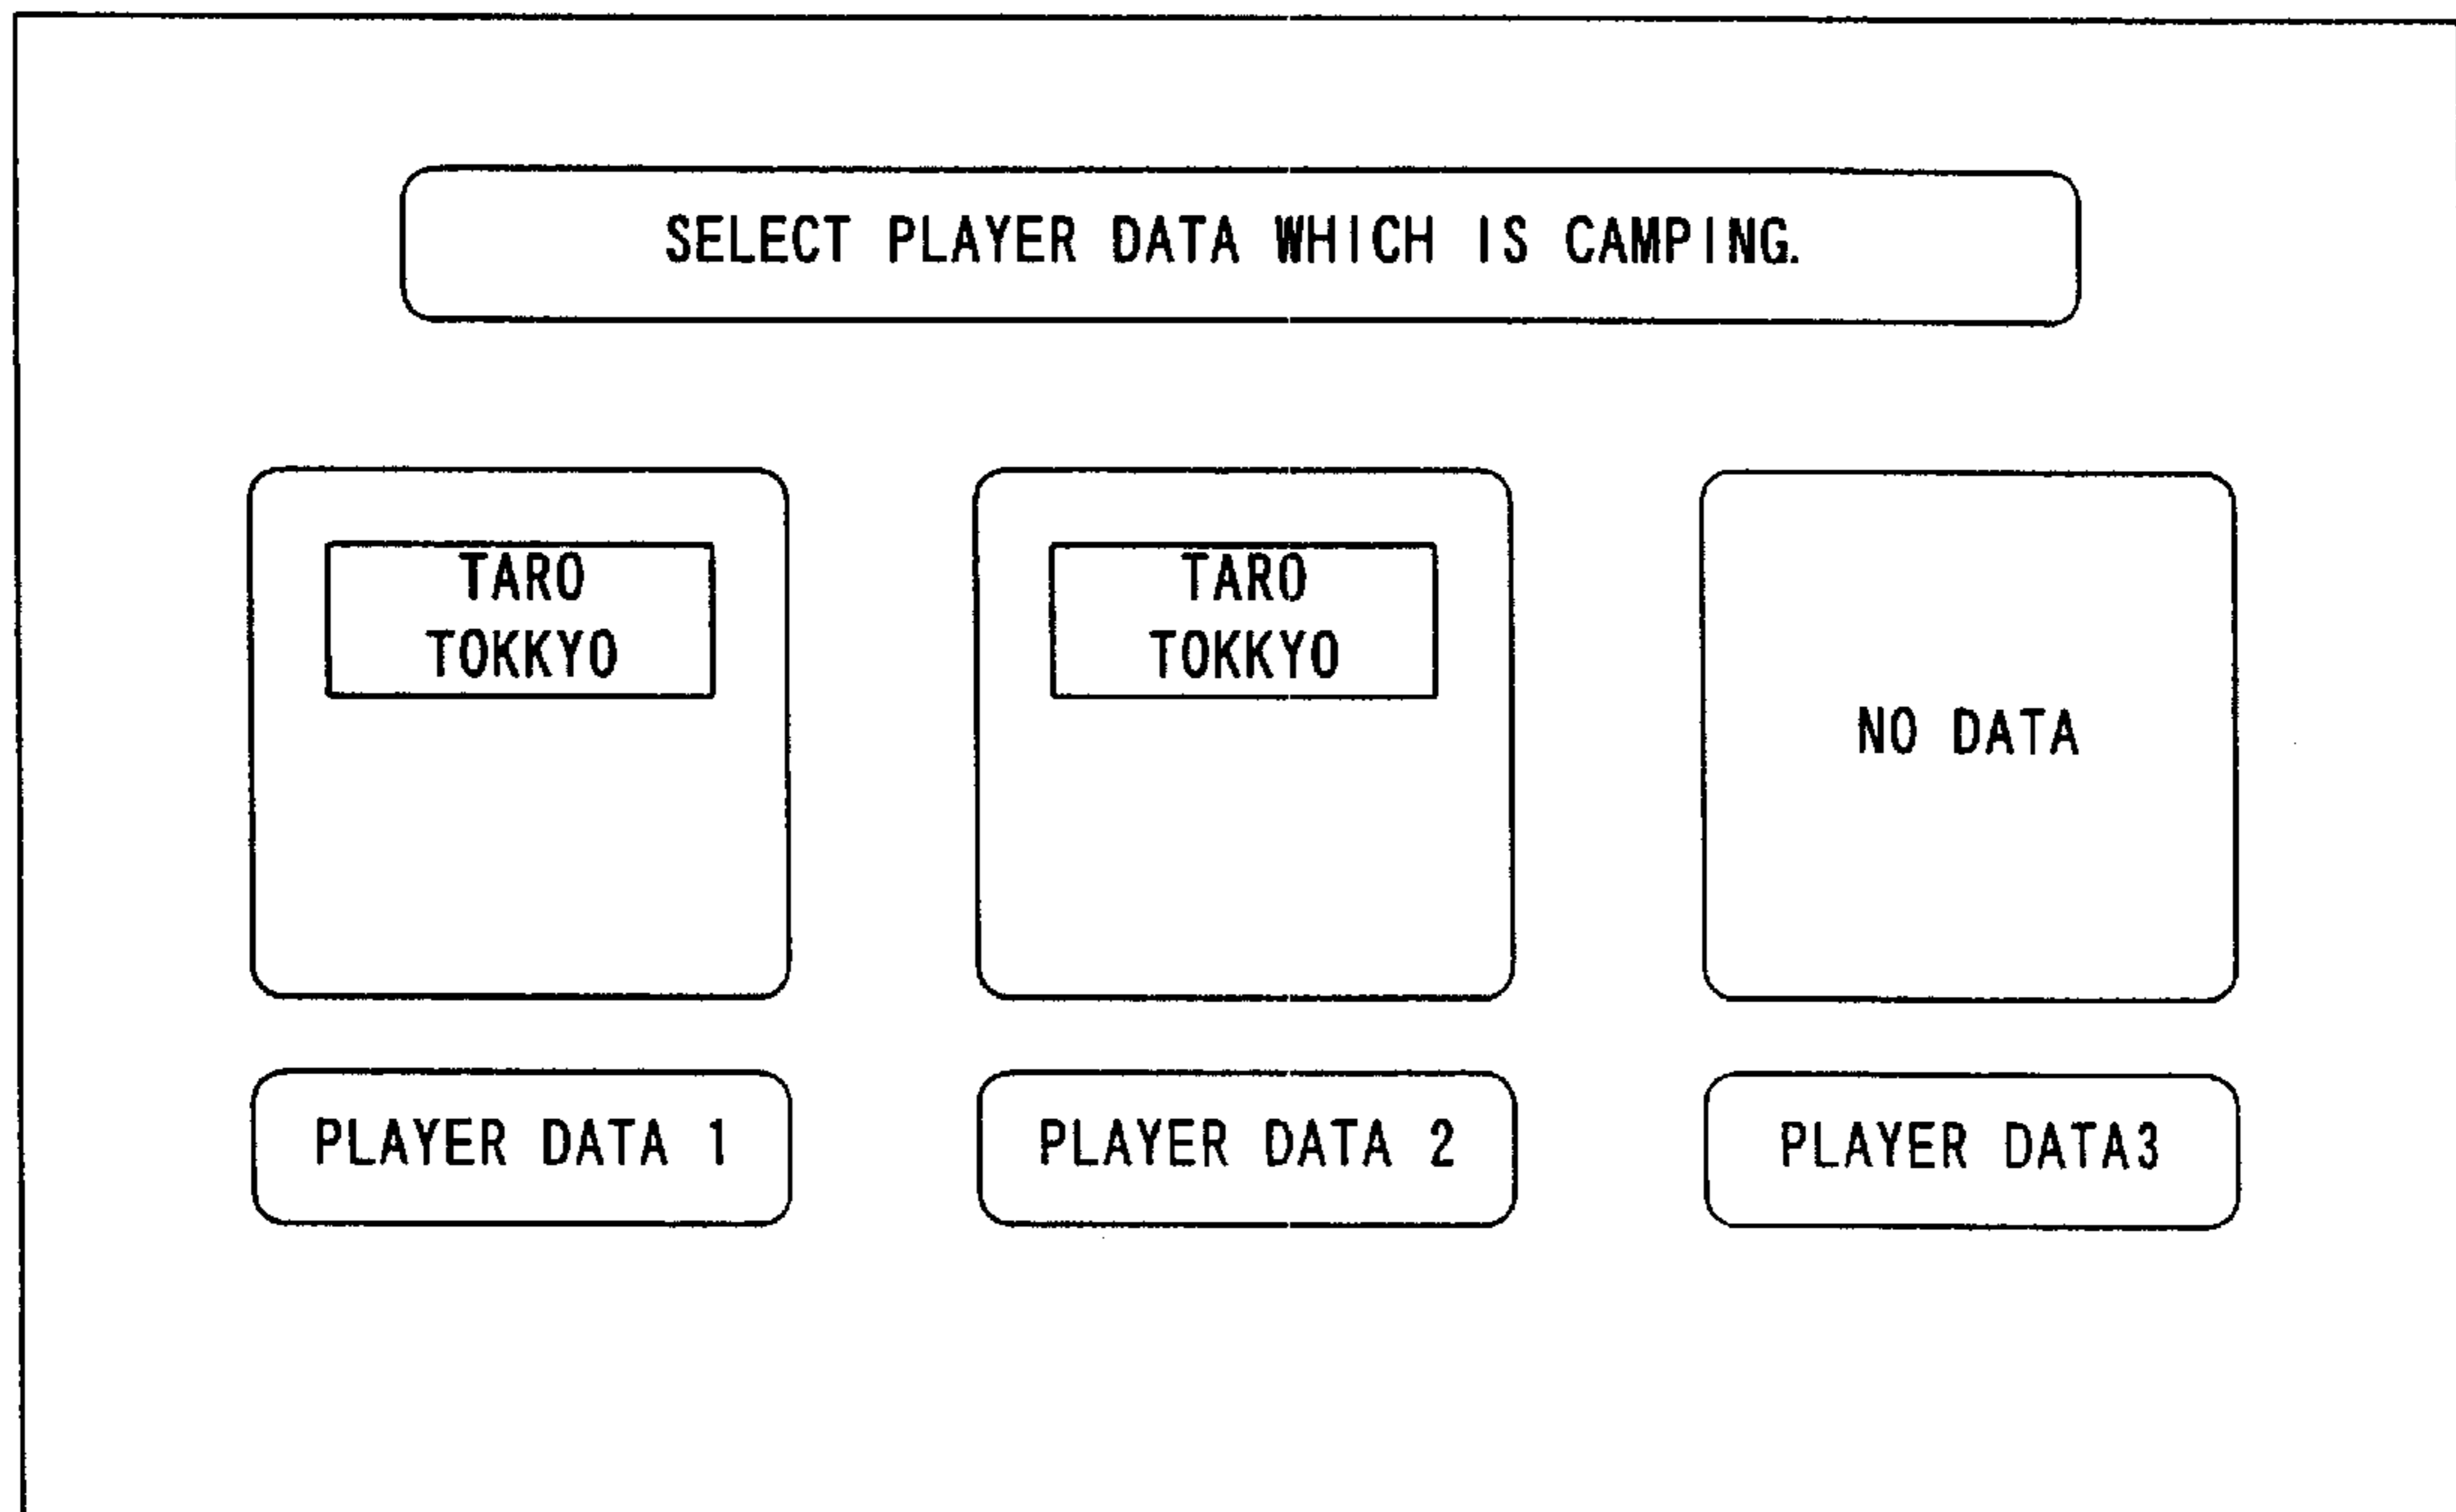 SELECT PLAYER DATA WHICH IS CAMPING.
TARO
TOKKYO
TARO
TOKKYO
NO DATA
PLAYER DATA 1
PLAYER DATA 2
PLAYER DATA3